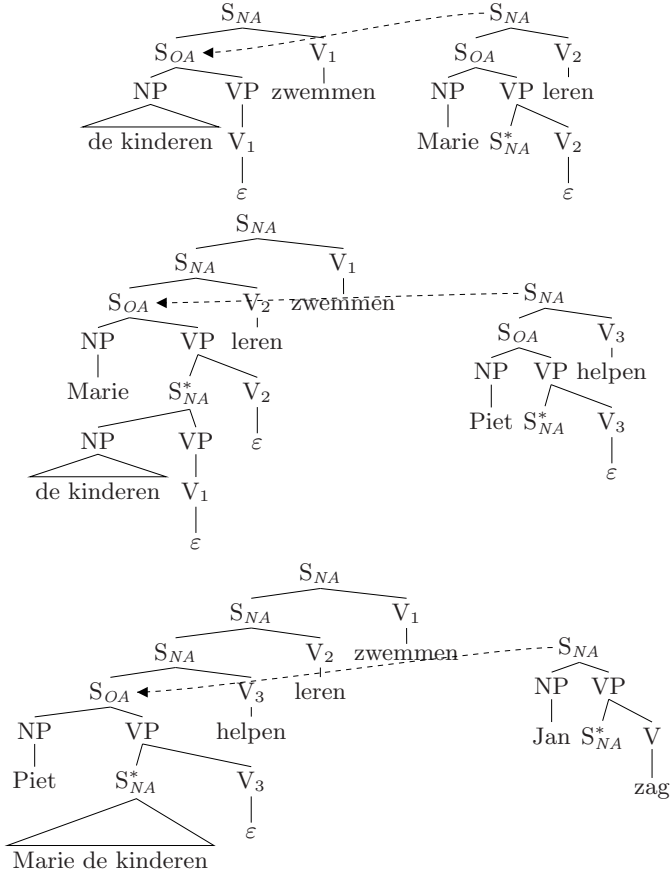 S_NA S_NA
S_OA V_1 S_OA V_2
NP VP zwemmen NP VP leren
de kinderen V_1 Marie S*_NA V_2
ε ε
S_NA
S_NA V_1
S_OA V_2 zwemmen S_NA
NP VP leren S_OA V_3
Marie S*_NA V_2 NP VP helpen
NP VP ε Piet S*_NA V_3
de kinderen V_1 ε
ε
S_NA
S_NA V_1
S_NA V_2 zwemmen S_NA
S_OA V_3 leren NP VP
NP VP helpen Jan S*_NA V
Piet S*_NA V_3 zag
Marie de kinderen ε